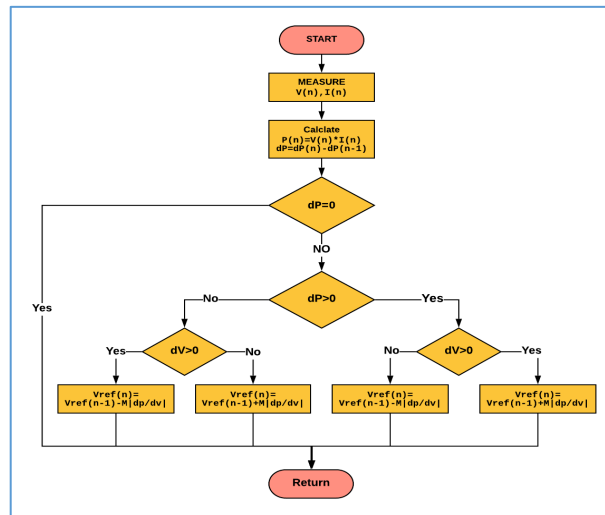 START
MEASURE
V(n),I(n)
Calclate
P(n)=V(n)*I(n)
dP=dP(n)-dP(n-1)
dP=0
NO
Yes
dP>0
No
Yes
dV>0
Yes
No
dV>0
No
Yes
Vref(n)=
Vref(n-1)-M|dp/dv|
Vref(n)=
Vref(n-1)+M|dp/dv|
Vref(n)=
Vref(n-1)-M|dp/dv|
Vref(n)=
Vref(n-1)+M|dp/dv|
Return